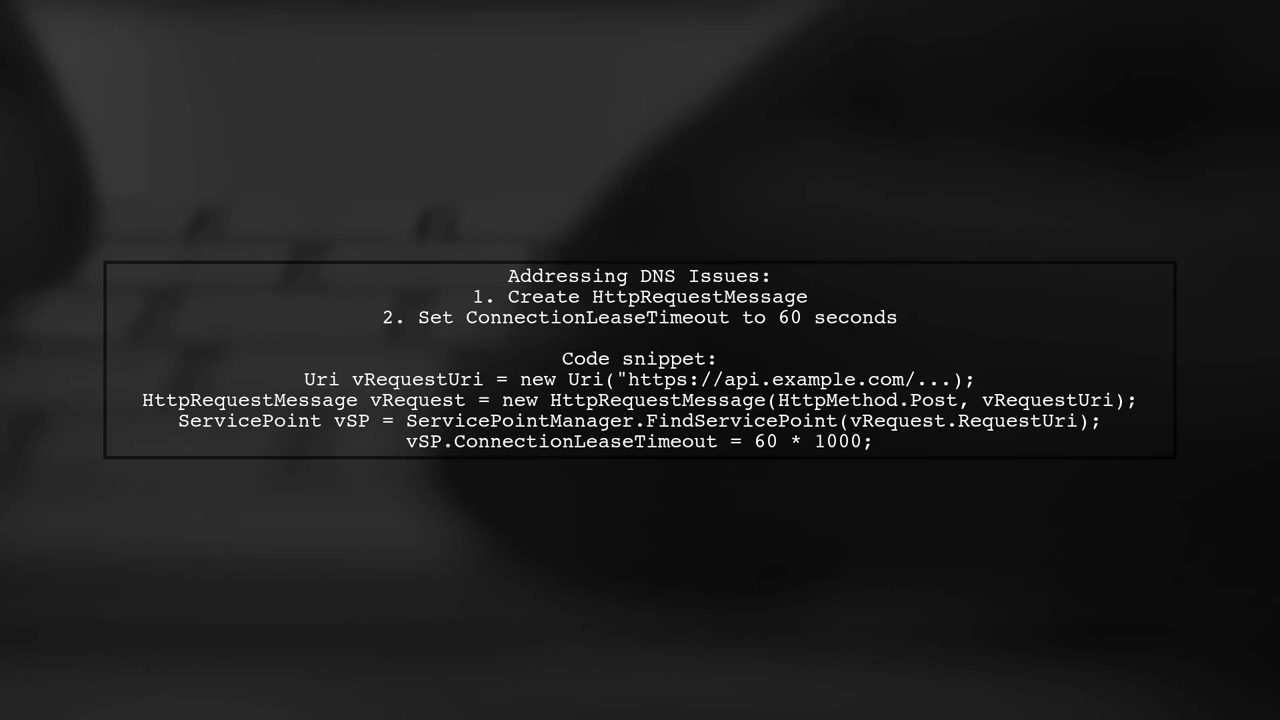 Addressing DNS Issues:
1. Create HttpRequestMessage
2. Set ConnectionLeaseTimeout to 60 seconds
Code snippet:
Uri vRequestUri = new Uri("https://api.example.com/...);
HttpRequestMessage vRequest = new HttpRequestMessage(HttpMethod.Post, vRequestUri);
ServicePoint vSP = ServicePointManager.FindServicePoint(vRequest.RequestUri);
vSP.ConnectionLeaseTimeout = 60 * 1000;